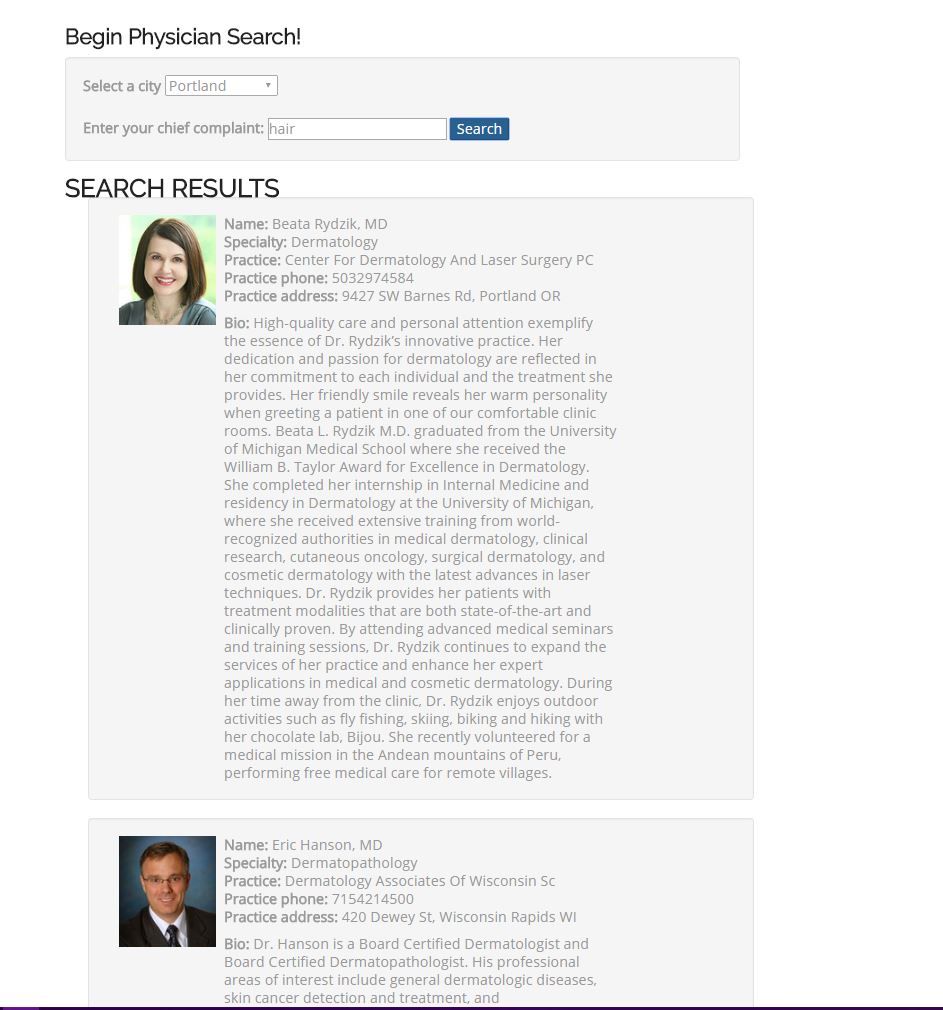 Begin Physician Search!
Select a city Portland
Enter your chief complaint: hair Search
SEARCH RESULTS
Name: Beata Rydzik, MD
Specialty: Dermatology
Practice: Center For Dermatology And Laser Surgery PC
Practice phone: 5032974584
Practice address: 9427 SW Barnes Rd, Portland OR
Bio: High-quality care and personal attention exemplify
the essence of Dr. Rydzik's innovative practice. Her
dedication and passion for dermatology are reflected in
her commitment to each individual and the treatment she
provides. Her friendly smile reveals her warm personality
when greeting a patient in one of our comfortable clinic
rooms. Beata L. Rydzik M.D. graduated from the University
of Michigan Medical School where she received the
William B. Taylor Award for Excellence in Dermatology.
She completed her internship in Internal Medicine and
residency in Dermatology at the University of Michigan,
where she received extensive training from world-
recognized authorities in medical dermatology, clinical
research, cutaneous oncology, surgical dermatology, and
cosmetic dermatology with the latest advances in laser
techniques. Dr. Rydzik provides her patients with
treatment modalities that are both state-of-the-art and
clinically proven. By attending advanced medical seminars
and training sessions, Dr. Rydzik continues to expand the
services of her practice and enhance her expert
applications in medical and cosmetic dermatology. During
her time away from the clinic, Dr. Rydzik enjoys outdoor
activities such as fly fishing, skiing, biking and hiking with
her chocolate lab, Bijou. She recently volunteered for a
medical mission in the Andean mountains of Peru,
performing free medical care for remote villages.
Name: Eric Hanson, MD
Specialty: Dermatopathology
Practice: Dermatology Associates Of Wisconsin Sc
Practice phone: 7154214500
Practice address: 420 Dewey St, Wisconsin Rapids WI
Bio: Dr. Hanson is a Board Certified Dermatologist and
Board Certified Dermatopathologist. His professional
areas of interest include general dermatologic diseases,
skin cancer detection and treatment, and